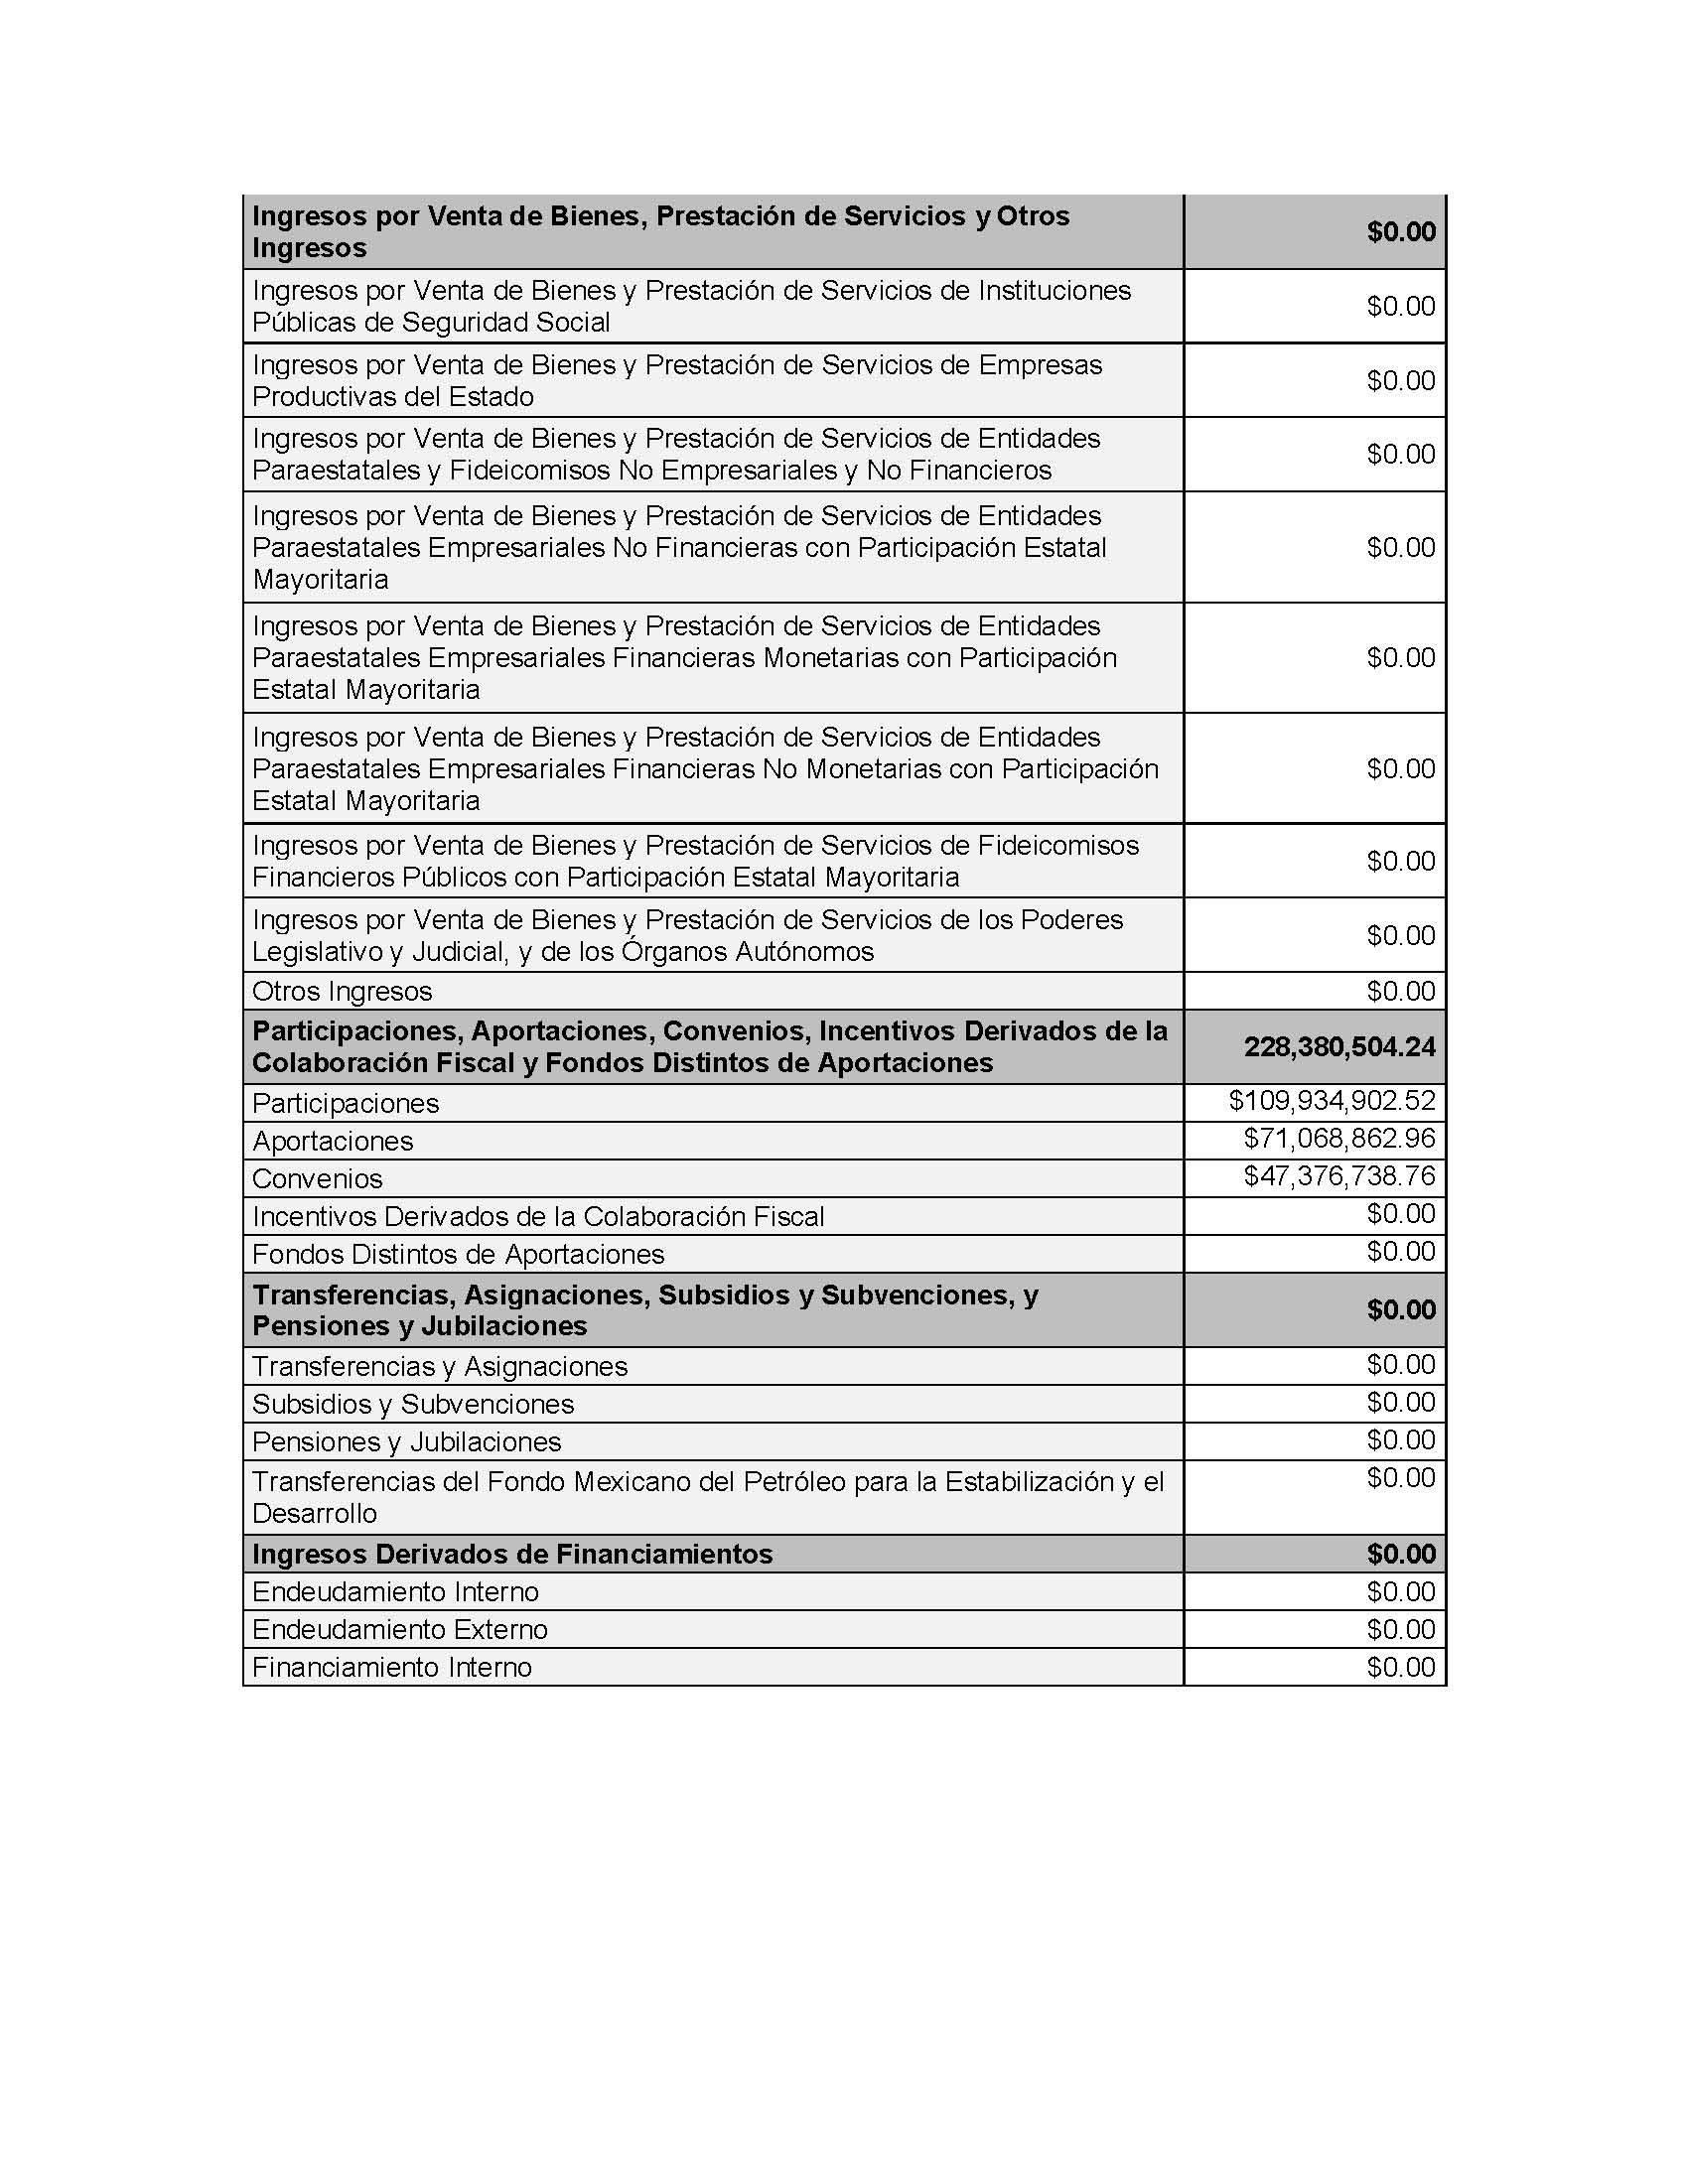 Ingresos por Venta de Bienes, Prestación de Servicios y Otros
Ingresos
$0.00
Ingresos por Venta de Bienes y Prestación de Servicios de Instituciones
Públicas de Seguridad Social
$0.00
Ingresos por Venta de Bienes y Prestación de Servicios de Empresas
Productivas del Estado
$0.00
Ingresos por Venta de Bienes y Prestación de Servicios de Entidades
Paraestatales y Fideicomisos No Empresariales y No Financieros
$0.00
Ingresos por Venta de Bienes y Prestación de Servicios de Entidades
Paraestatales Empresariales No Financieras con Participación Estatal
Mayoritaria
$0.00
Ingresos por Venta de Bienes y Prestación de Servicios de Entidades
Paraestatales Empresariales Financieras Monetarias con Participación
Estatal Mayoritaria
$0.00
Ingresos por Venta de Bienes y Prestación de Servicios de Entidades
Paraestatales Empresariales Financieras No Monetarias con Participación
Estatal Mayoritaria
$0.00
Ingresos por Venta de Bienes y Prestación de Servicios de Fideicomisos
Financieros Públicos con Participación Estatal Mayoritaria
$0.00
Ingresos por Venta de Bienes y Prestación de Servicios de los Poderes
Legislativo y Judicial, y de los Órganos Autónomos
$0.00
Otros Ingresos $0.00
Participaciones, Aportaciones, Convenios, Incentivos Derivados de la
Colaboración Fiscal y Fondos Distintos de Aportaciones
228,380,504.24
Participaciones $109,934,902.52
Aportaciones $71,068,862.96
Convenios $47,376,738.76
Incentivos Derivados de la Colaboración Fiscal $0.00
Fondos Distintos de Aportaciones $0.00
Transferencias, Asignaciones, Subsidios y Subvenciones, y
Pensiones y Jubilaciones
$0.00
Transferencias y Asignaciones $0.00
Subsidios y Subvenciones $0.00
Pensiones y Jubilaciones $0.00
Transferencias del Fondo Mexicano del Petróleo para la Estabilización y el
Desarrollo
$0.00
Ingresos Derivados de Financiamientos $0.00
Endeudamiento Interno $0.00
Endeudamiento Externo $0.00
Financiamiento Interno $0.00